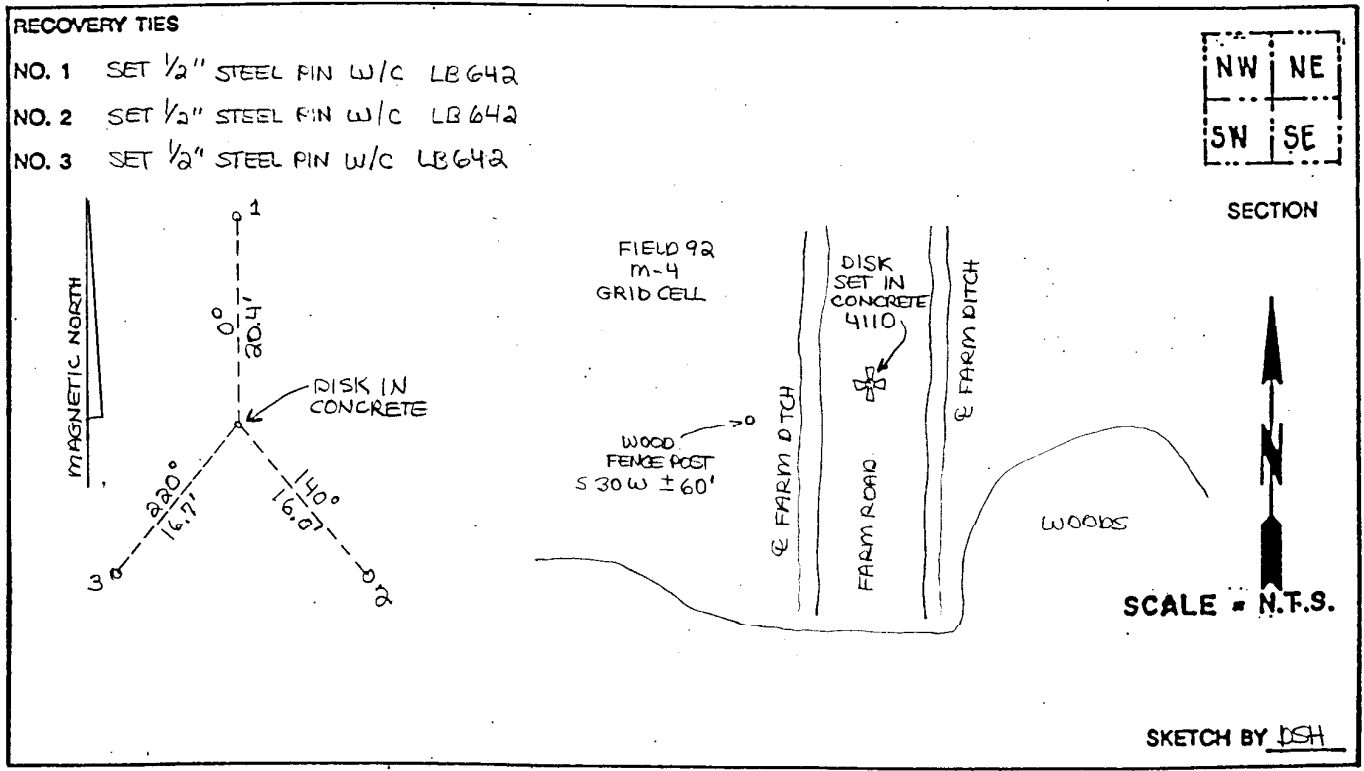 RECOVERY TIES
NO. 1 SET 1/2" STEEL PIN W/C LB642
NO. 2 SET 1/2" STEEL PIN W/C LB642
NO. 3 SET 1/2" STEEL PIN W/C LB642
NW NE
SW SE
SECTION
MAGNETIC NORTH
1
0°
20.4'
DISK IN
CONCRETE
220°
16.7'
140°
16.0'
3
2
FIELD 92
M-4
GRID CELL
DISK
SET IN
CONCRETE
4110
WOOD
FENCE POST
S 30 W ±60'
℄ FARM DTCH
FARM ROAD
℄ FARM DITCH
WOODS
N
SCALE = N.T.S.
SKETCH BY DSH